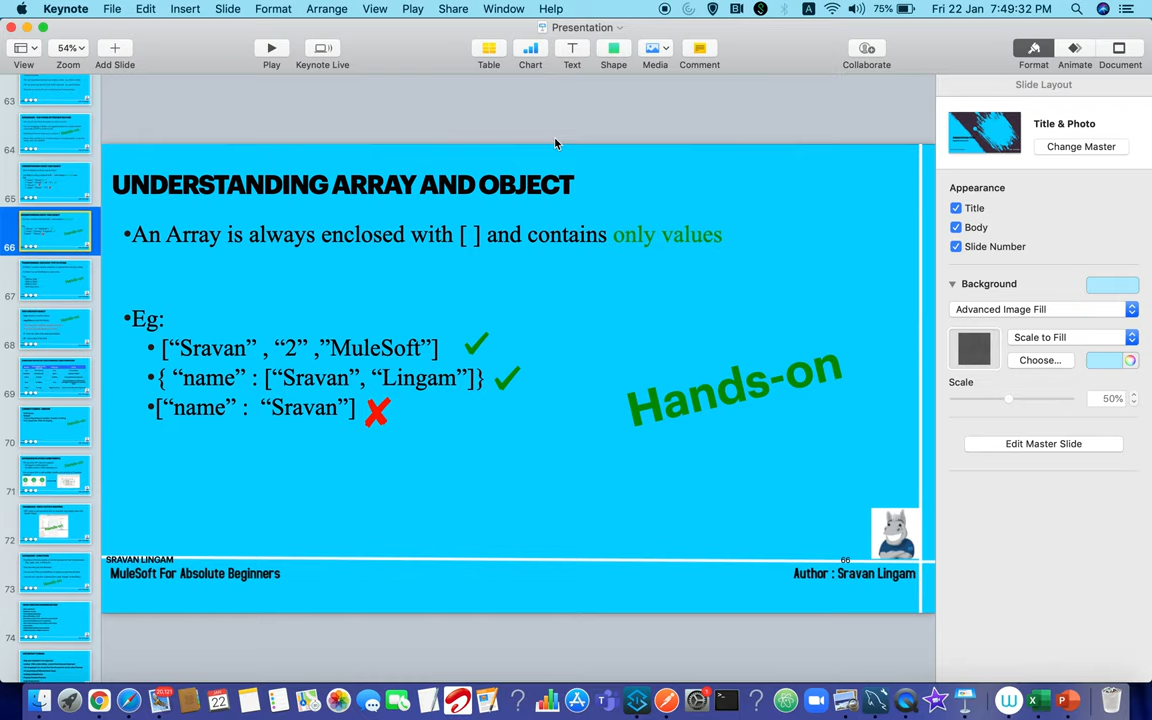 Keynote File Edit Insert Slide Format Arrange View Play Share Window Help 75% Fri 22 Jan 7:49:32 PM
Presentation
54%
View Zoom Add Slide Play Keynote Live Table Chart Text Shape Media Comment Collaborate Format Animate Document
Slide Layout
Title & Photo
Change Master
Appearance
Title
Body
Slide Number
Background
Advanced Image Fill
Scale to Fill
Choose...
Scale
50%
Edit Master Slide
63
64
65
66
67
68
69
70
71
72
73
74
UNDERSTANDING ARRAY AND OBJECT
•An Array is always enclosed with [ ] and contains only values
•Eg:
• [“Sravan” , “2” ,”MuleSoft”]
•{ “name” : [“Sravan”, “Lingam”]}
•[“name” : “Sravan”]
Hands-on
SRAVAN LINGAM
66
MuleSoft For Absolute Beginners
Author : Sravan Lingam